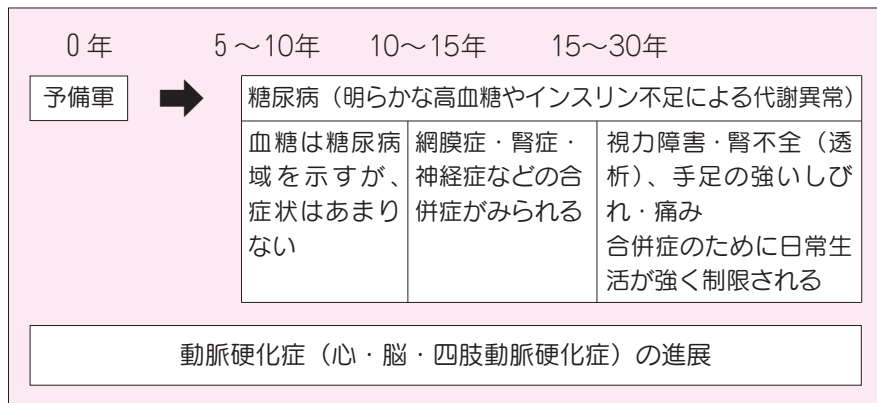 0年 5～10年 10～15年 15～30年
予備軍
糖尿病（明らかな高血糖やインスリン不足による代謝異常）
血糖は糖尿病
域を示すが、
症状はあまり
ない
網膜症・腎症・
神経症などの合
併症がみられる
視力障害・腎不全（透
析）、手足の強いしび
れ・痛み
合併症のために日常生
活が強く制限される
動脈硬化症（心・脳・四肢動脈硬化症）の進展